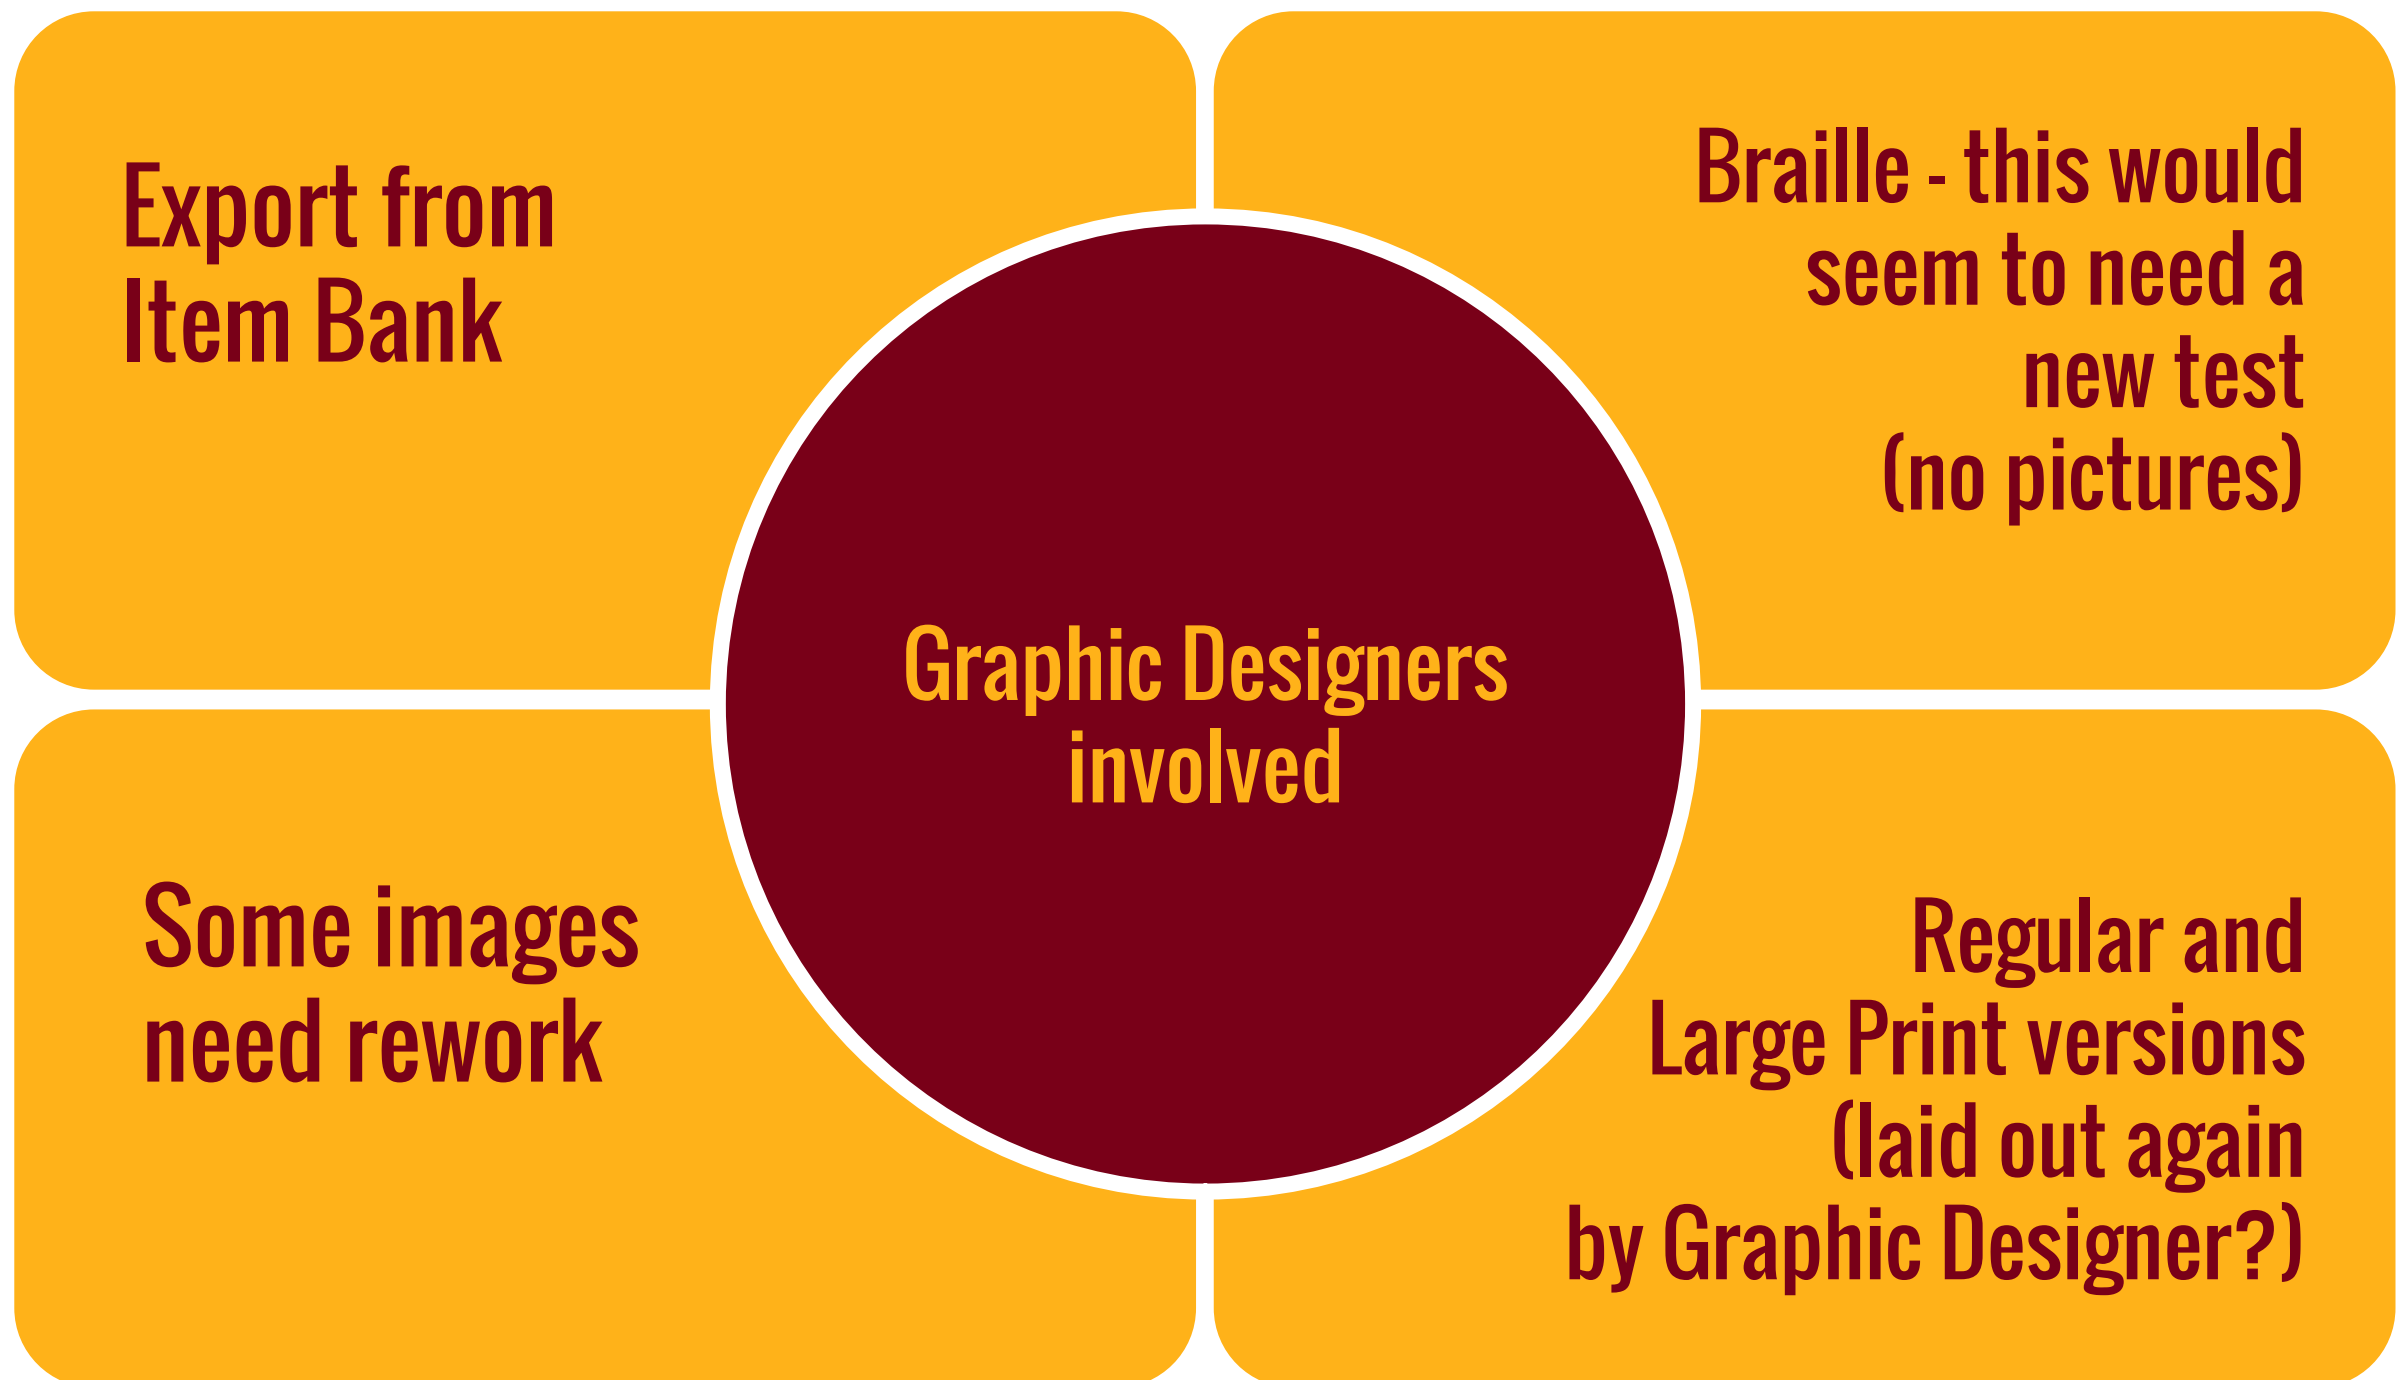 Export from
Item Bank
Braille - this would
seem to need a
new test
(no pictures)
Graphic Designers
involved
Some images
need rework
Regular and
Large Print versions
(laid out again
by Graphic Designer?)